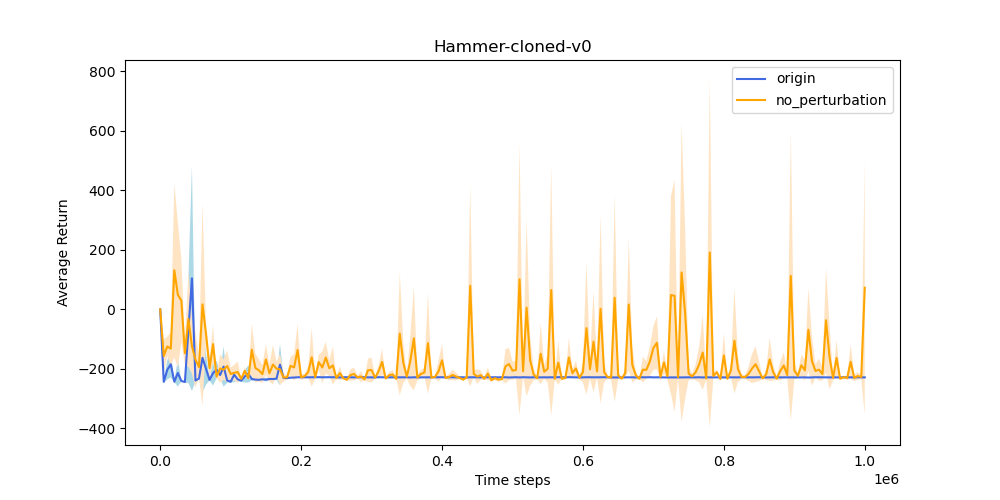 Hammer-cloned-v0
origin
no_perturbation
Average Return
800
600
400
200
0
−200
−400
0.0 0.2 0.4 0.6 0.8 1.0
1e6
Time steps